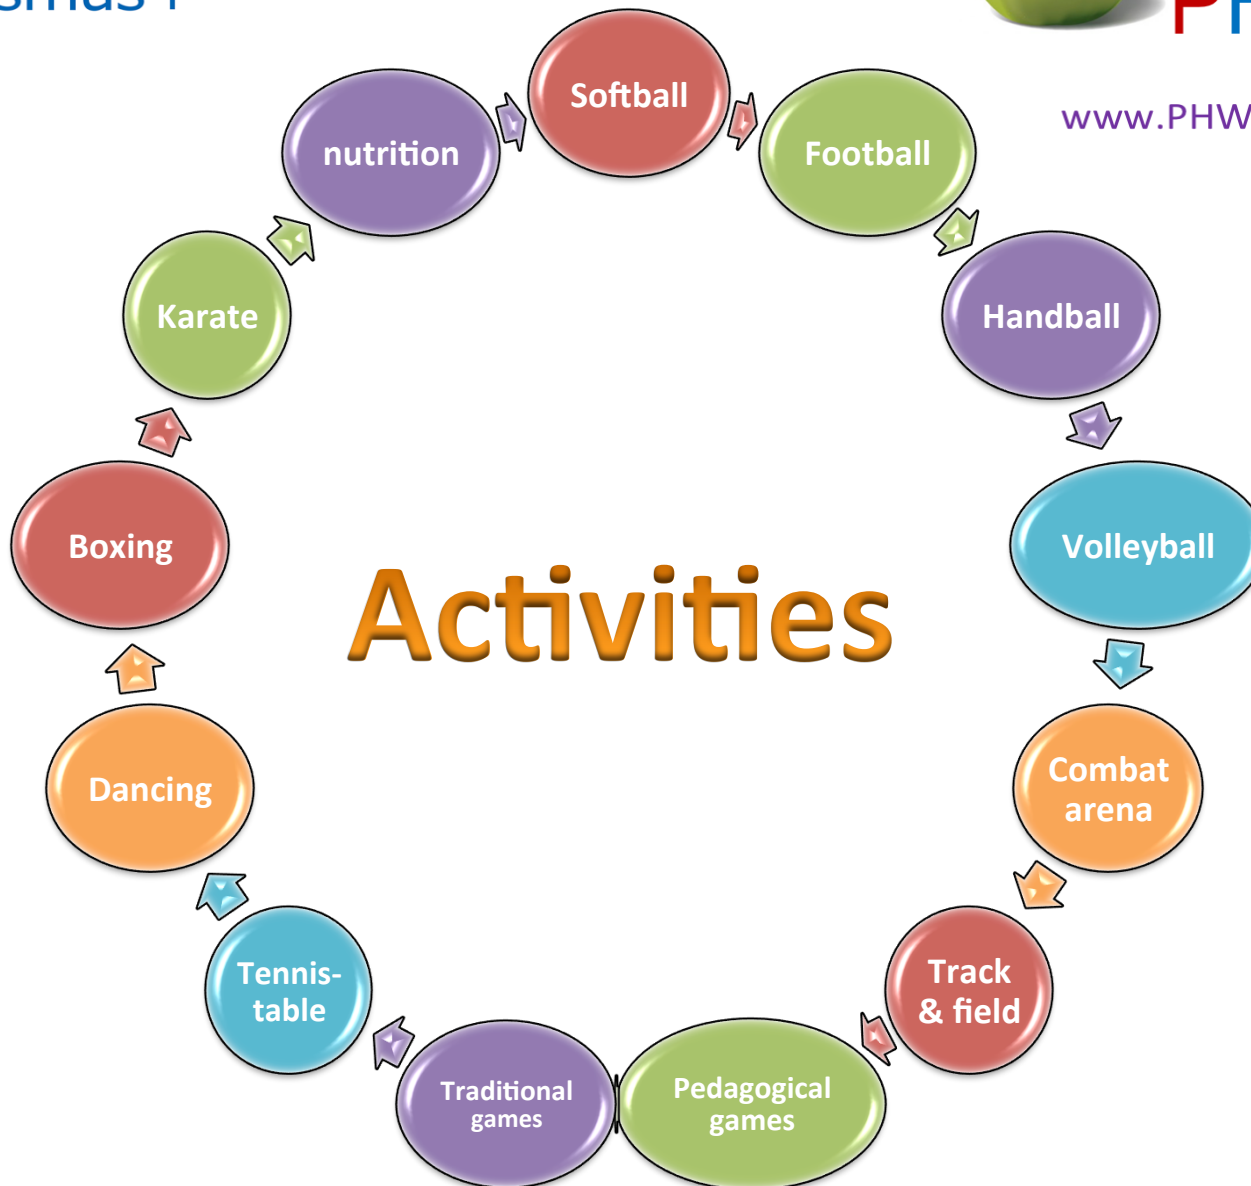 www.PHW
Softball
Football
Handball
Volleyball
Combat
arena
Track
& field
Pedagogical
games
Traditional
games
Tennis-
table
Dancing
Boxing
Karate
nutrition
Activities